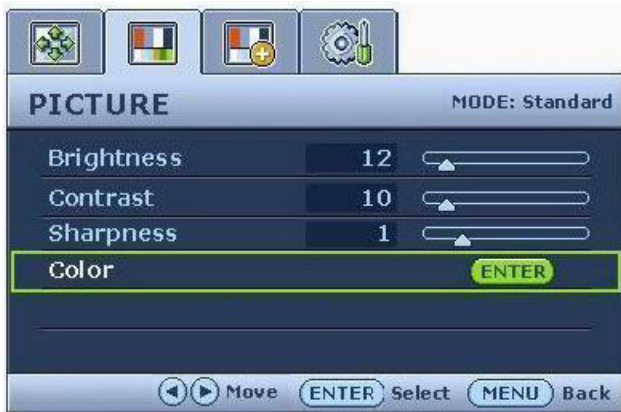 PICTURE MODE: Standard
Brightness 12
Contrast 10
Sharpness 1
Color ENTER
Move ENTER Select MENU Back